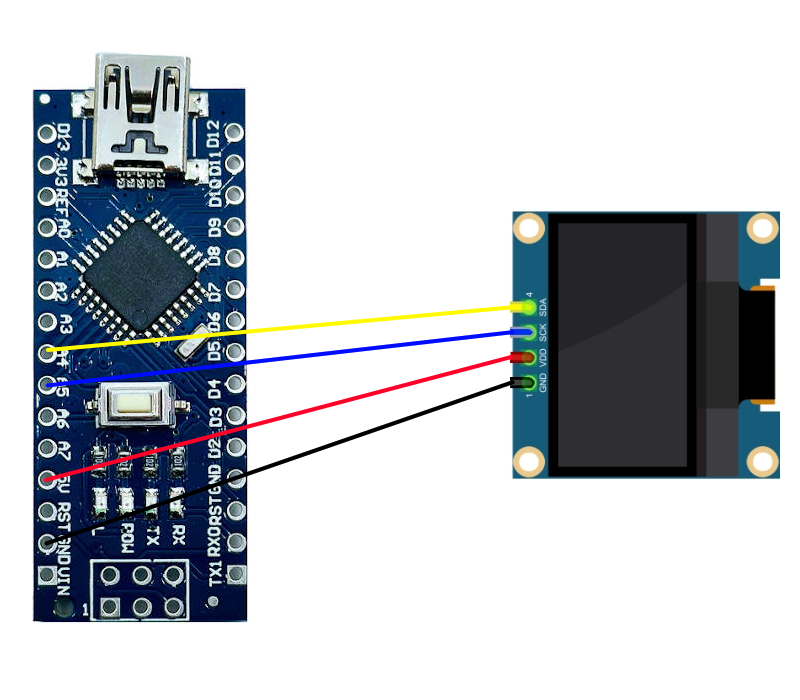 D13
3V3
REF
A0
A1
A2
A3
A4
A5
A6
A7
5V
RST
GND
VIN
D12
D11
D10
D9
D8
D7
D6
D5
D4
D3
D2
GND
RST
RX0
TX1
L
POW
TX
RX
1
4
SDA
SCK
VDD
GND
1